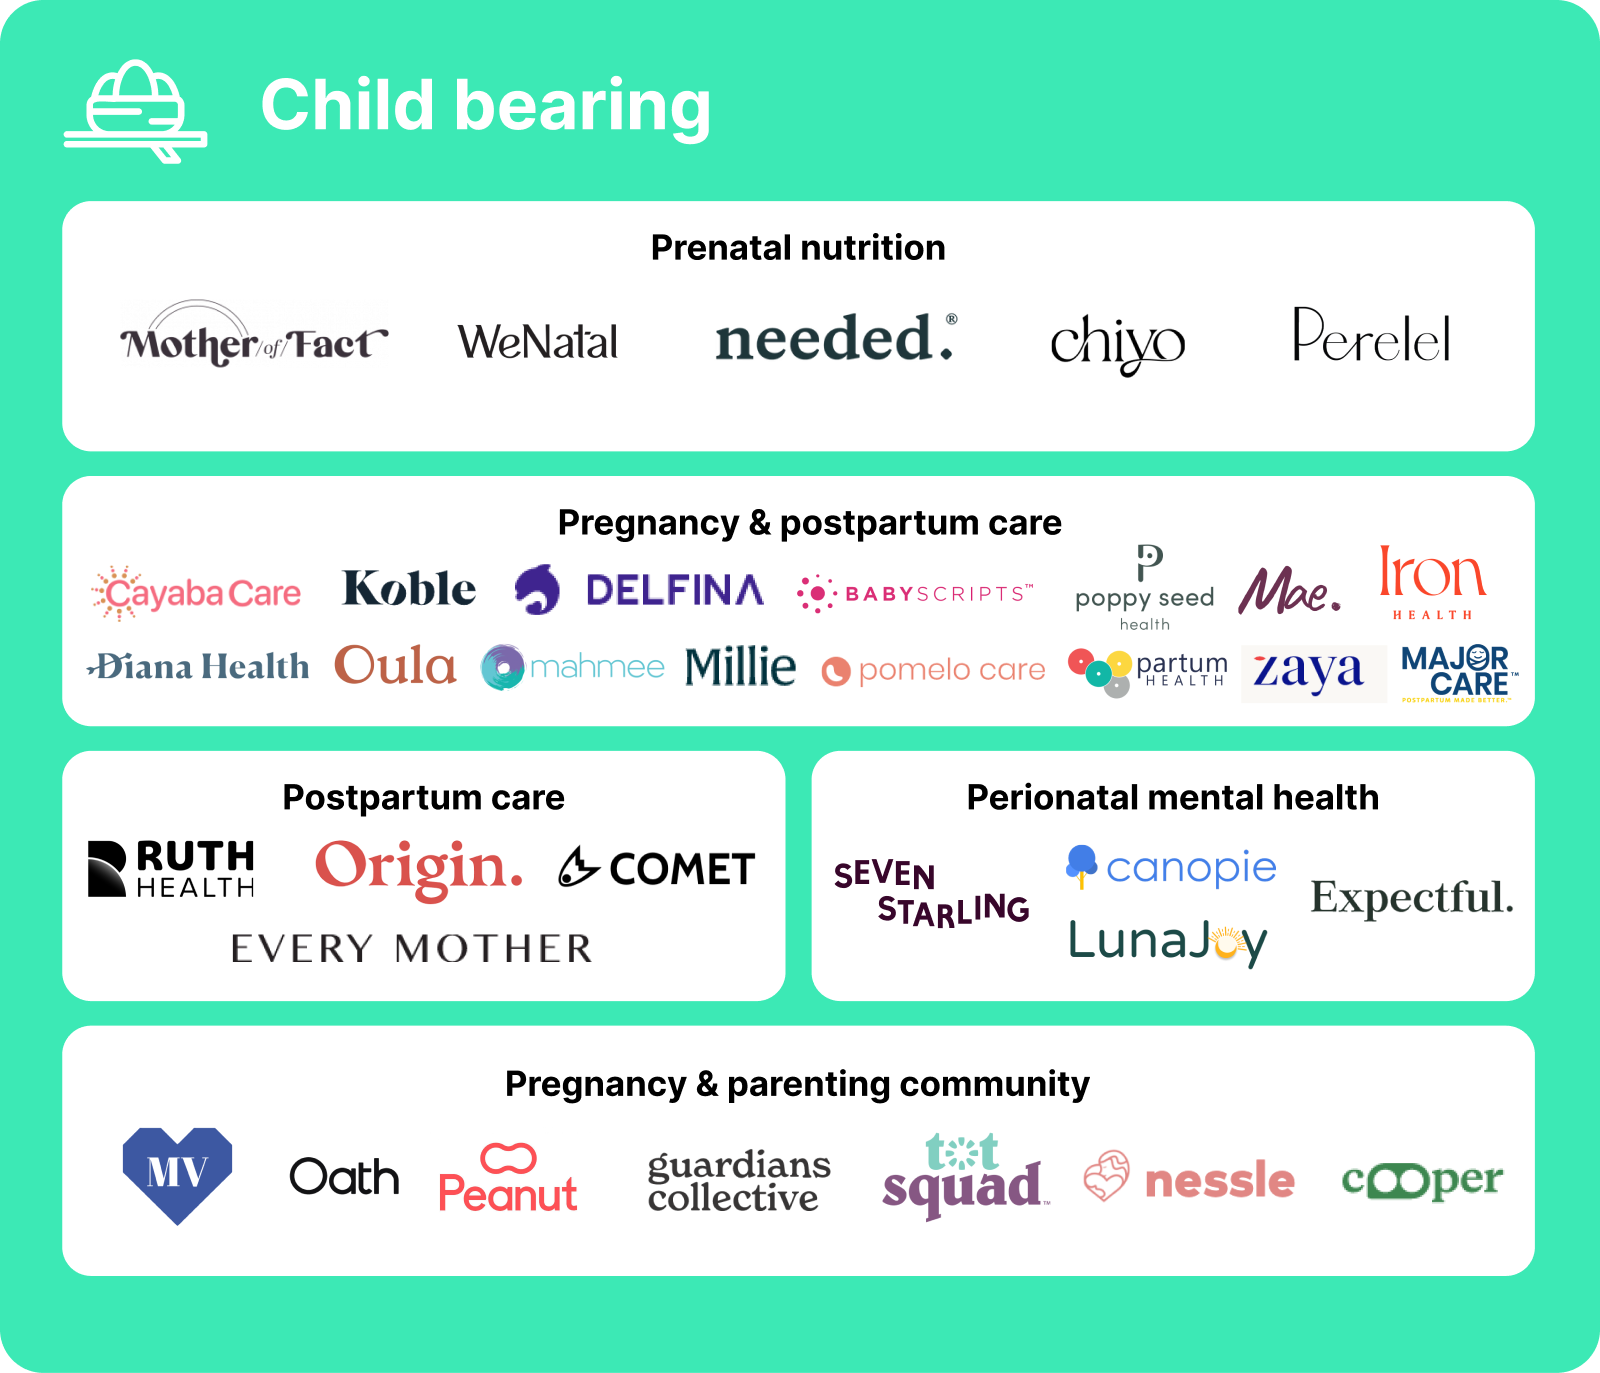 Child bearing
Prenatal nutrition
Mother/of/Fact
WeNatal
needed.®
chiyo
Perelel
Pregnancy & postpartum care
Cayaba Care
Koble
DELFINA
BABYSCRIPTS™
P
poppy seed
health
Mae.
Iron
HEALTH
Diana Health
Oula
mahmee
Millie
pomelo care
partum
HEALTH
zaya
MAJOR
CARE™
POSTPARTUM MADE BETTER.™
Postpartum care
RUTH
HEALTH
Origin.
COMET
EVERY MOTHER
Perionatal mental health
SEVEN
STARLING
canopie
LunaJoy
Expectful.
Pregnancy & parenting community
MV
Oath
Peanut
guardians
collective
tot
squad™
nessle
cooper